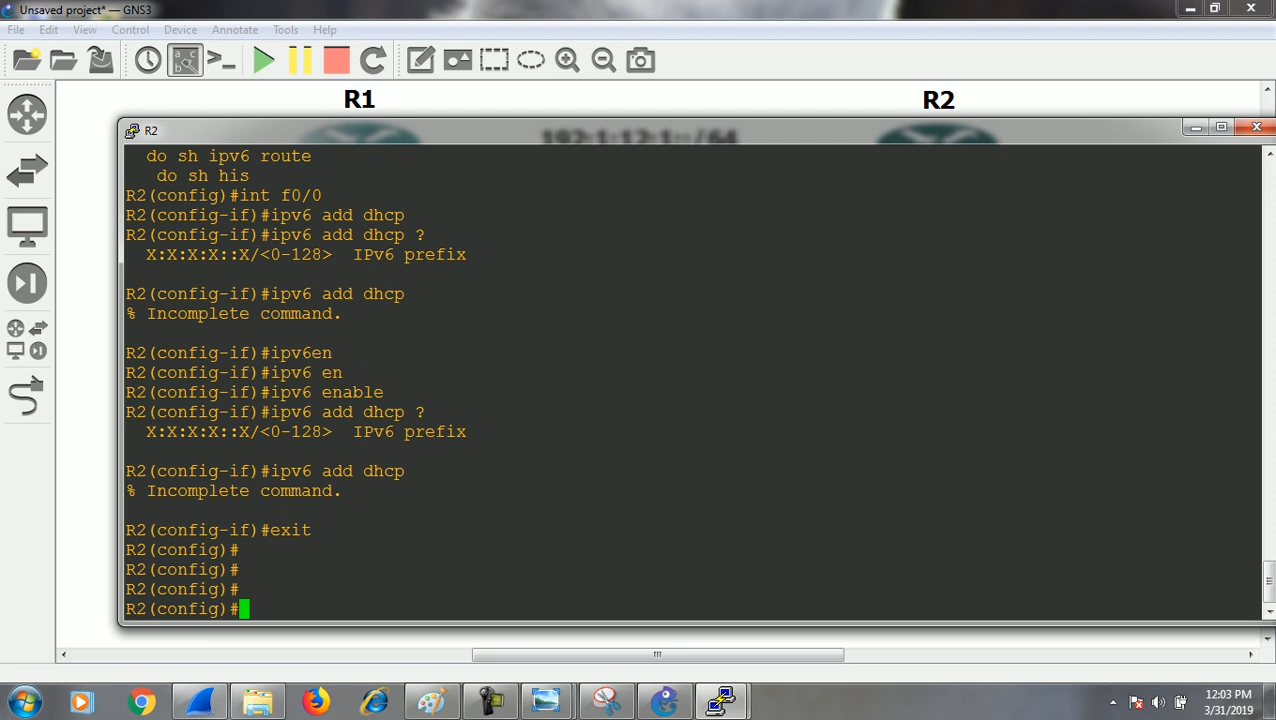 Unsaved project* — GNS3
File Edit View Control Device Annotate Tools Help
R1 R2
192:1:12:1::/64
R2
do sh ipv6 route
do sh his
R2(config)#int f0/0
R2(config-if)#ipv6 add dhcp
R2(config-if)#ipv6 add dhcp ?
X:X:X:X::X/<0-128> IPv6 prefix
R2(config-if)#ipv6 add dhcp
% Incomplete command.
R2(config-if)#ipv6en
R2(config-if)#ipv6 en
R2(config-if)#ipv6 enable
R2(config-if)#ipv6 add dhcp ?
X:X:X:X::X/<0-128> IPv6 prefix
R2(config-if)#ipv6 add dhcp
% Incomplete command.
R2(config-if)#exit
R2(config)#
R2(config)#
R2(config)#
R2(config)#
12:03 PM
3/31/2019